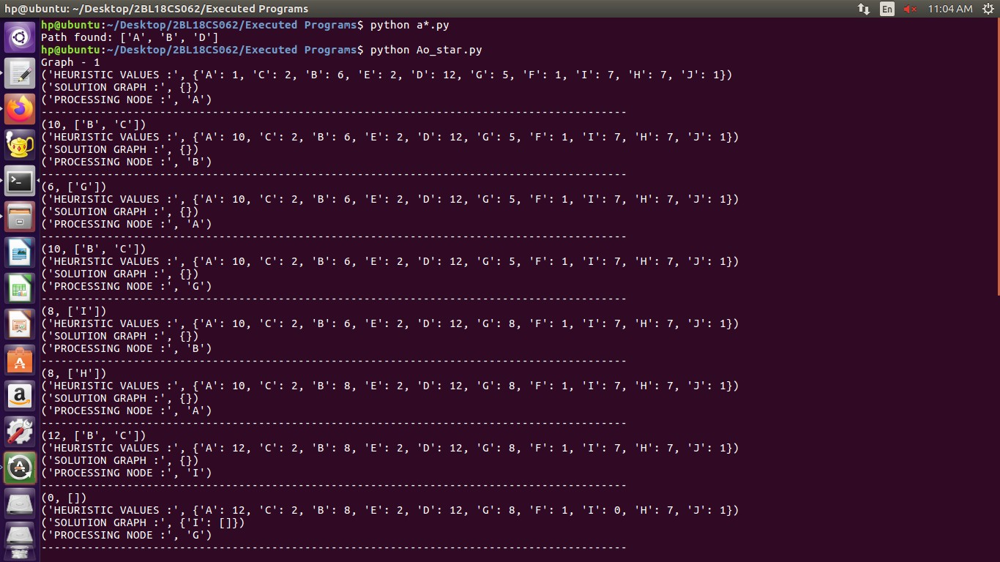 hp@ubuntu: ~/Desktop/2BL18CS062/Executed Programs En 11:04 AM
hp@ubuntu:~/Desktop/2BL18CS062/Executed Programs$ python a*.py
Path found: ['A', 'B', 'D']
hp@ubuntu:~/Desktop/2BL18CS062/Executed Programs$ python Ao_star.py
Graph - 1
('HEURISTIC VALUES :', {'A': 1, 'C': 2, 'B': 6, 'E': 2, 'D': 12, 'G': 5, 'F': 1, 'I': 7, 'H': 7, 'J': 1})
('SOLUTION GRAPH :', {})
('PROCESSING NODE :', 'A')
-----------------------------------------------------------------------------------------
(10, ['B', 'C'])
('HEURISTIC VALUES :', {'A': 10, 'C': 2, 'B': 6, 'E': 2, 'D': 12, 'G': 5, 'F': 1, 'I': 7, 'H': 7, 'J': 1})
('SOLUTION GRAPH :', {})
('PROCESSING NODE :', 'B')
-----------------------------------------------------------------------------------------
(6, ['G'])
('HEURISTIC VALUES :', {'A': 10, 'C': 2, 'B': 6, 'E': 2, 'D': 12, 'G': 5, 'F': 1, 'I': 7, 'H': 7, 'J': 1})
('SOLUTION GRAPH :', {})
('PROCESSING NODE :', 'A')
-----------------------------------------------------------------------------------------
(10, ['B', 'C'])
('HEURISTIC VALUES :', {'A': 10, 'C': 2, 'B': 6, 'E': 2, 'D': 12, 'G': 5, 'F': 1, 'I': 7, 'H': 7, 'J': 1})
('SOLUTION GRAPH :', {})
('PROCESSING NODE :', 'G')
-----------------------------------------------------------------------------------------
(8, ['I'])
('HEURISTIC VALUES :', {'A': 10, 'C': 2, 'B': 6, 'E': 2, 'D': 12, 'G': 8, 'F': 1, 'I': 7, 'H': 7, 'J': 1})
('SOLUTION GRAPH :', {})
('PROCESSING NODE :', 'B')
-----------------------------------------------------------------------------------------
(8, ['H'])
('HEURISTIC VALUES :', {'A': 10, 'C': 2, 'B': 8, 'E': 2, 'D': 12, 'G': 8, 'F': 1, 'I': 7, 'H': 7, 'J': 1})
('SOLUTION GRAPH :', {})
('PROCESSING NODE :', 'A')
-----------------------------------------------------------------------------------------
(12, ['B', 'C'])
('HEURISTIC VALUES :', {'A': 12, 'C': 2, 'B': 8, 'E': 2, 'D': 12, 'G': 8, 'F': 1, 'I': 7, 'H': 7, 'J': 1})
('SOLUTION GRAPH :', {})
('PROCESSING NODE :', 'I')
-----------------------------------------------------------------------------------------
(0, [])
('HEURISTIC VALUES :', {'A': 12, 'C': 2, 'B': 8, 'E': 2, 'D': 12, 'G': 8, 'F': 1, 'I': 0, 'H': 7, 'J': 1})
('SOLUTION GRAPH :', {'I': []})
('PROCESSING NODE :', 'G')
-----------------------------------------------------------------------------------------